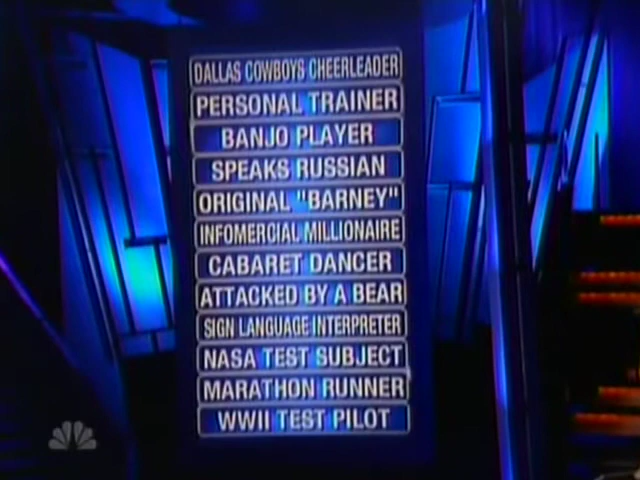 DALLAS COWBOYS CHEERLEADER
PERSONAL TRAINER
BANJO PLAYER
SPEAKS RUSSIAN
ORIGINAL "BARNEY"
INFOMERCIAL MILLIONAIRE
CABARET DANCER
ATTACKED BY A BEAR
SIGN LANGUAGE INTERPRETER
NASA TEST SUBJECT
MARATHON RUNNER
WWII TEST PILOT